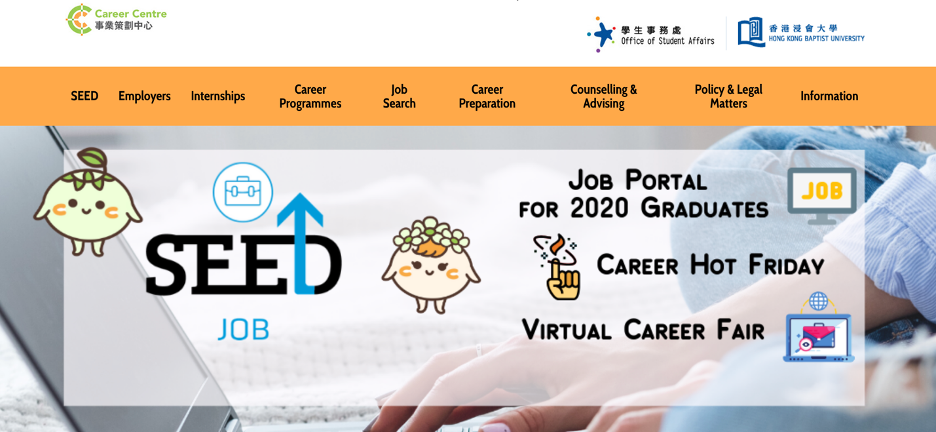 Career Centre
事業策劃中心
學生事務處
Office of Student Affairs
香港浸會大學
HONG KONG BAPTIST UNIVERSITY
SEED
Employers
Internships
Career
Programmes
Job
Search
Career
Preparation
Counselling &
Advising
Policy & Legal
Matters
Information
SEED
JOB
JOB PORTAL
FOR 2020 GRADUATES
JOB
CAREER HOT FRIDAY
VIRTUAL CAREER FAIR